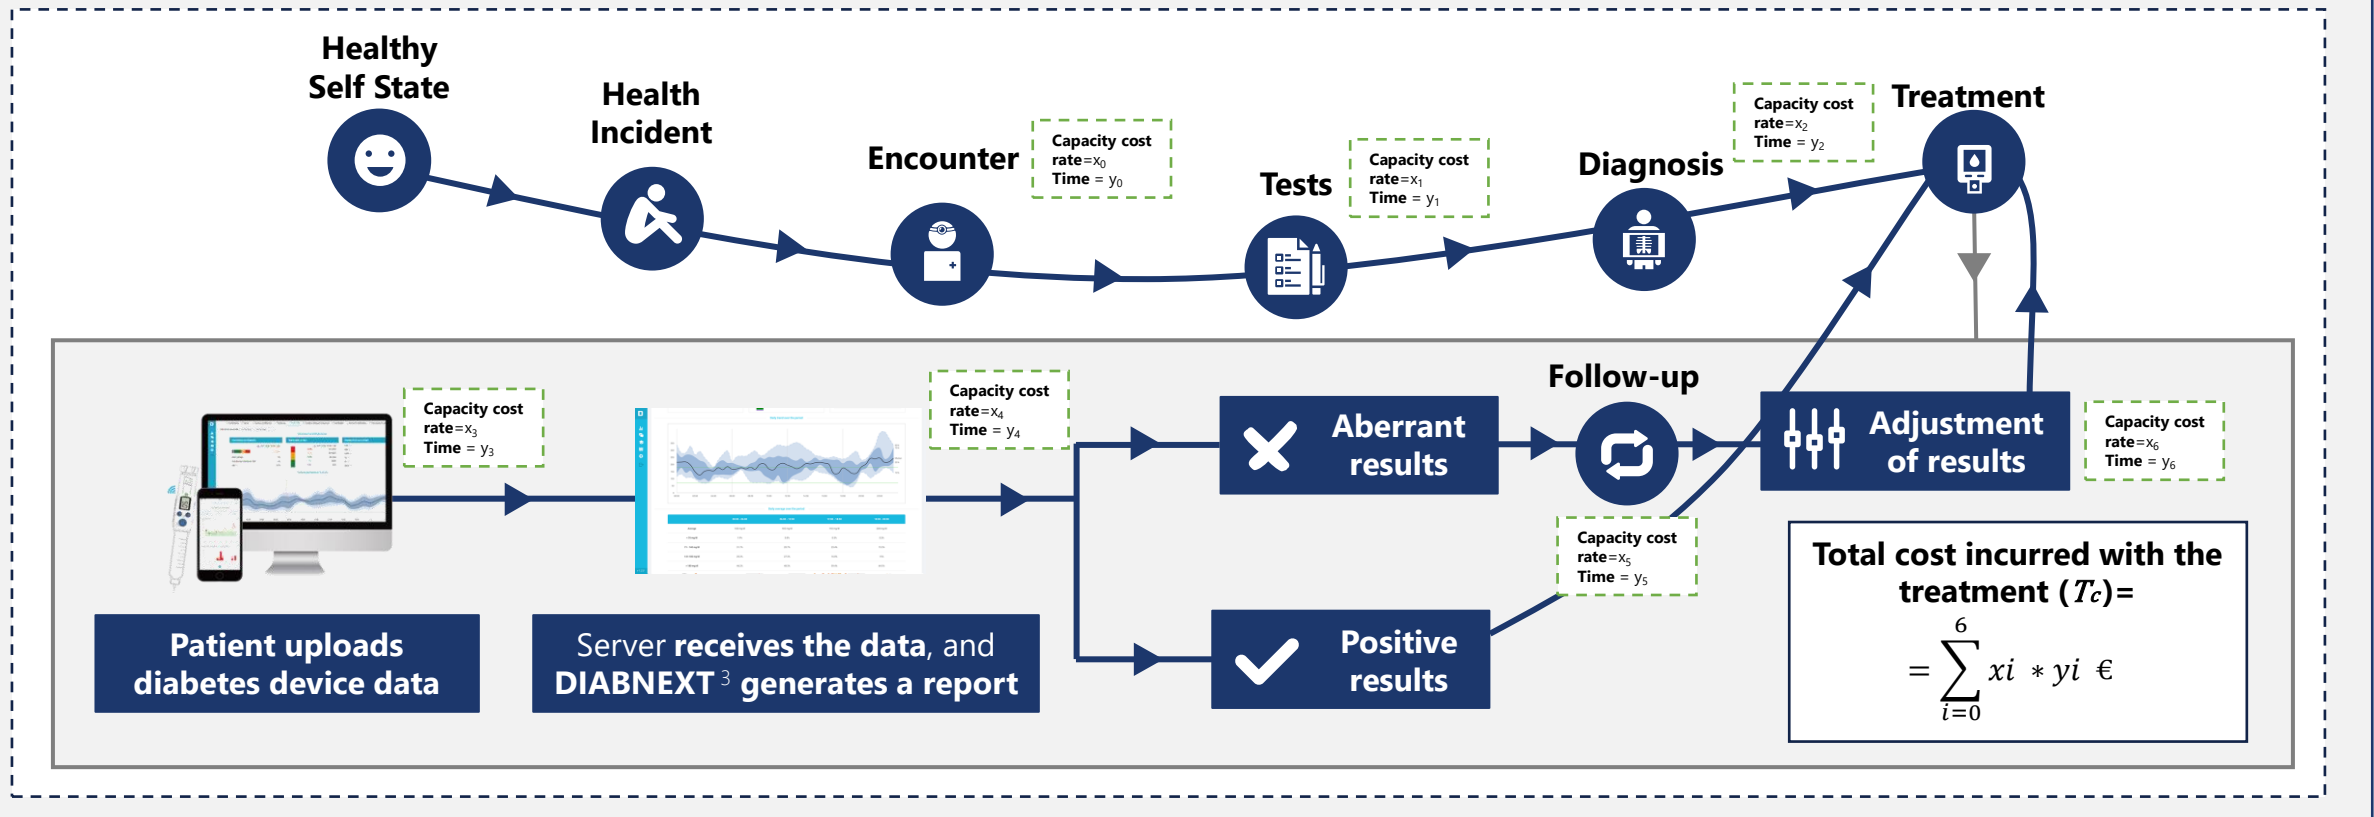 Healthy
Self State
Health
Incident
Encounter
Capacity cost
rate=x₀
Time = y₀
Tests
Capacity cost
rate=x₁
Time = y₁
Diagnosis
Capacity cost
rate=x₂
Time = y₂
Treatment
Capacity cost
rate=x₃
Time = y₃
Capacity cost
rate=x₄
Time = y₄
Aberrant
results
Follow-up
Adjustment
of results
Capacity cost
rate=x₆
Time = y₆
Capacity cost
rate=x₅
Time = y₅
Patient uploads
diabetes device data
Server receives the data, and
DIABNEXT ³ generates a report
Positive
results
Total cost incurred with the
treatment (Tc)=
6
= ∑ xi * yi €
i=0